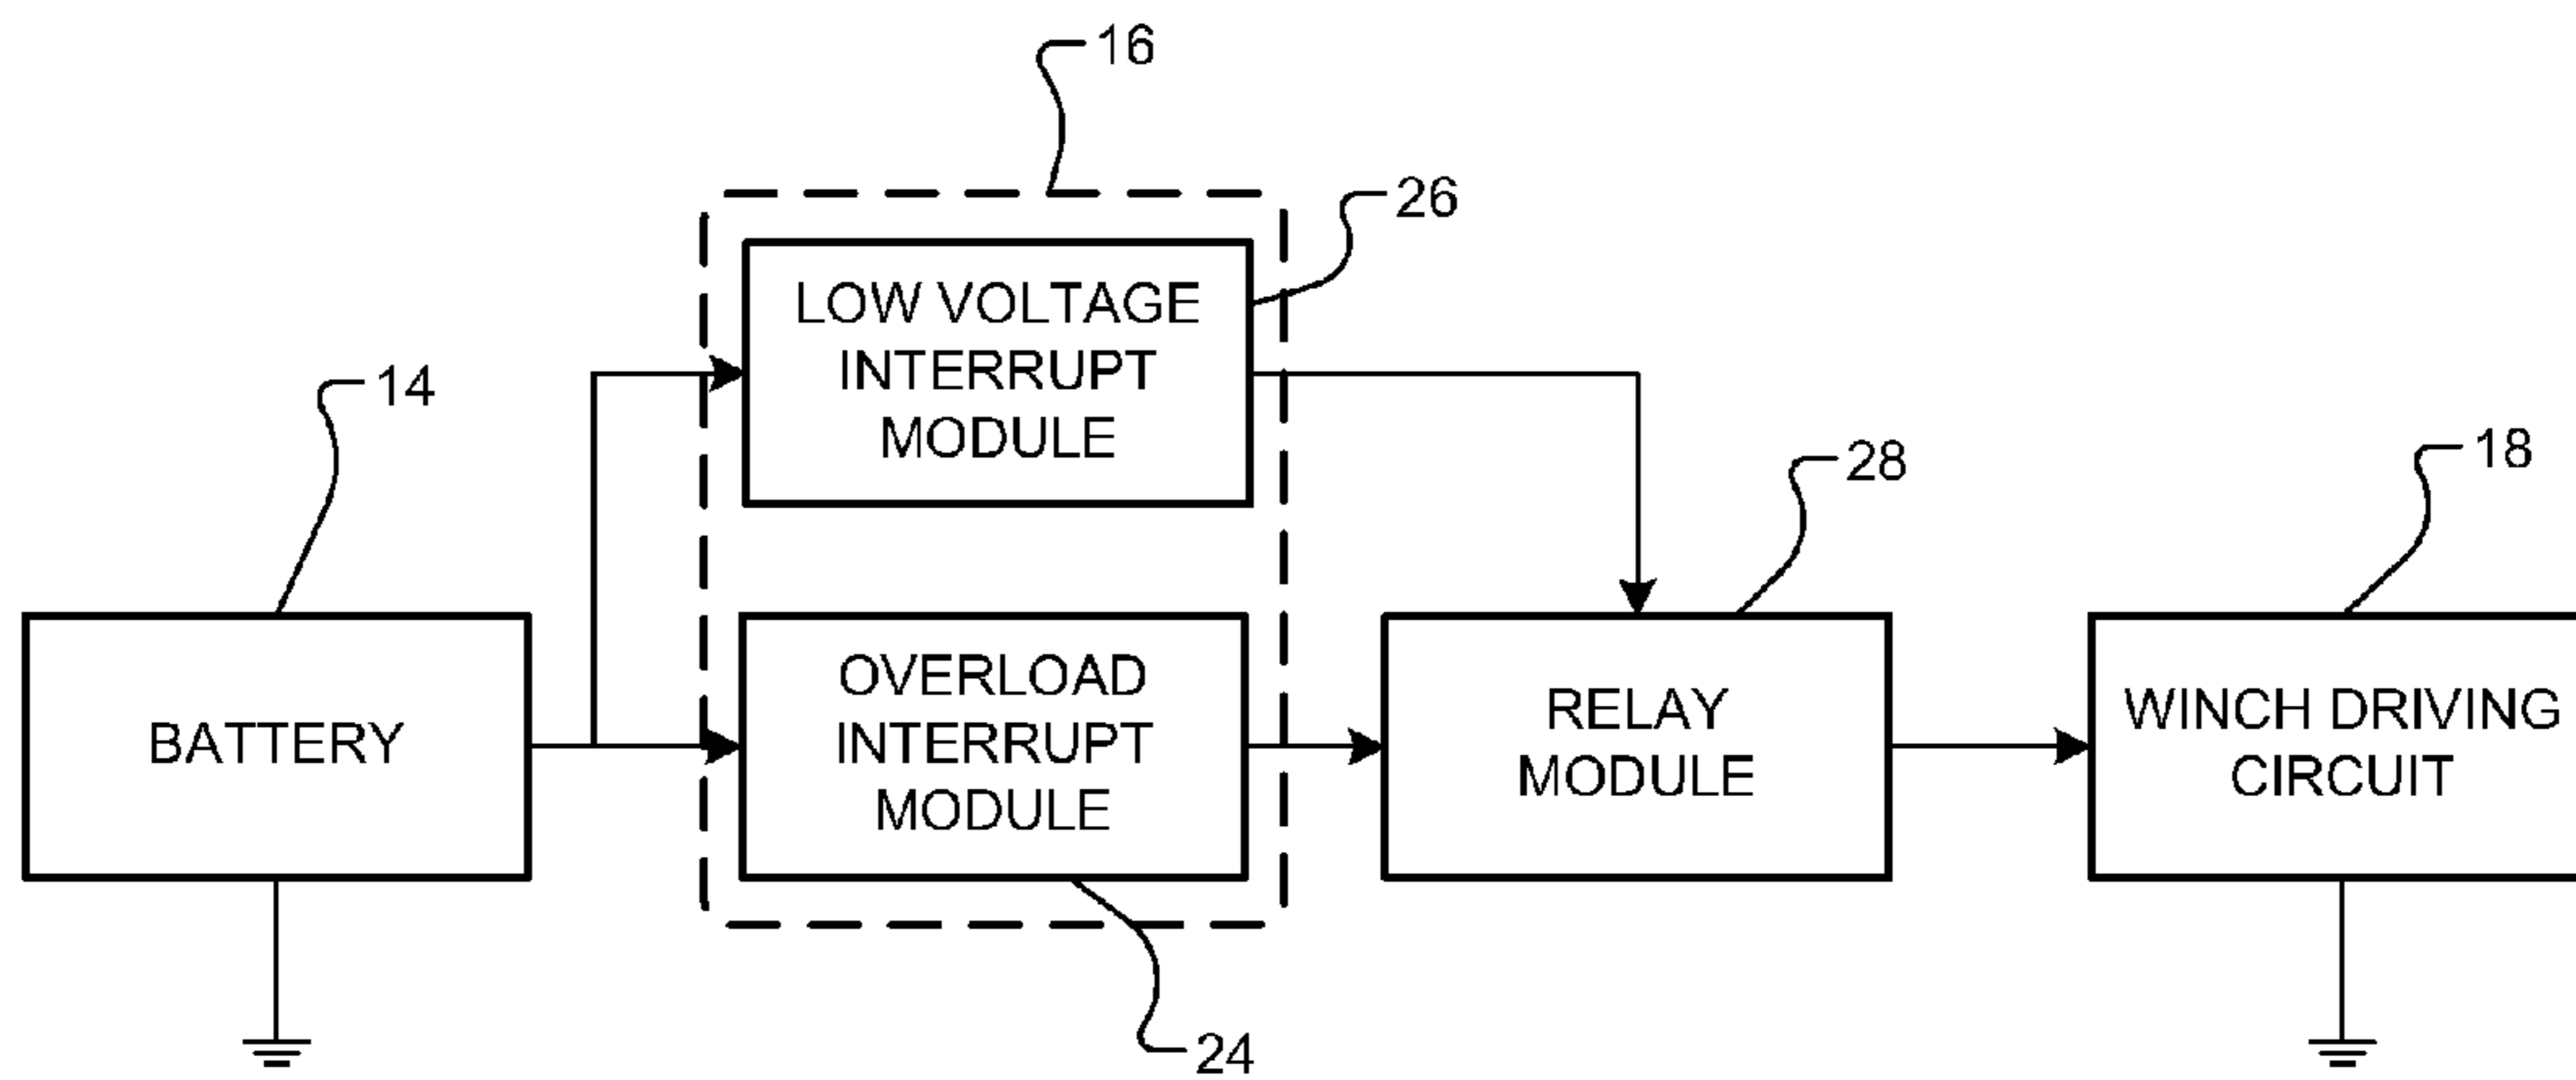 16
26
LOW VOLTAGE
INTERRUPT
MODULE
14
28
18
BATTERY
OVERLOAD
INTERRUPT
MODULE
RELAY
MODULE
WINCH DRIVING
CIRCUIT
24